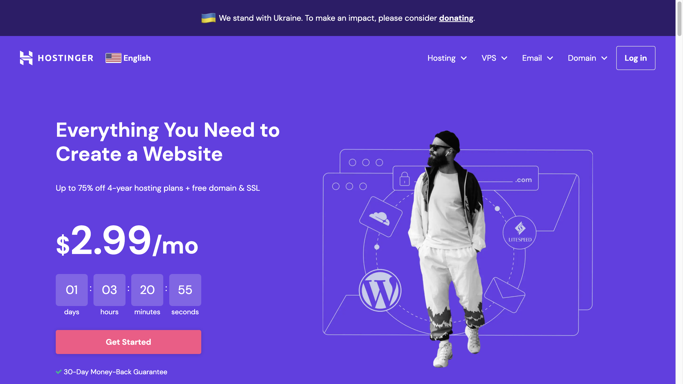 We stand with Ukraine. To make an impact, please consider donating.
HOSTINGER English Hosting VPS Email Domain Log in
Everything You Need to
Create a Website
.com
Up to 75% off 4-year hosting plans + free domain & SSL
LITESPEED
$2.99/mo
01 : 03 : 20 : 55
days hours minutes seconds
Get Started
30-Day Money-Back Guarantee